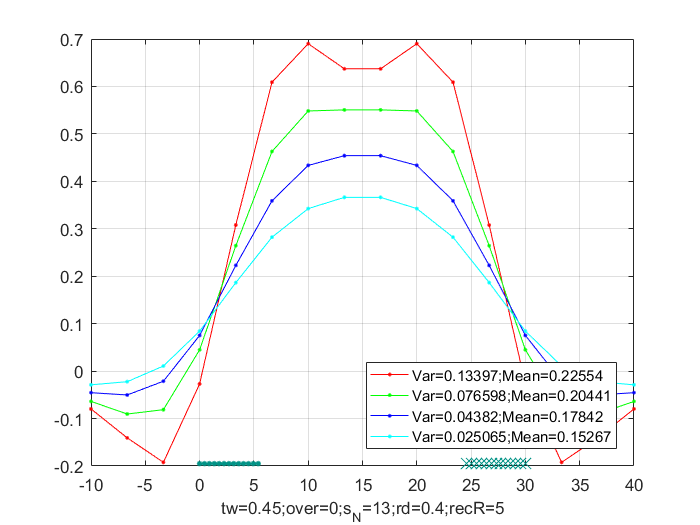 0.7
0.6
0.5
0.4
0.3
0.2
0.1
0
-0.1
-0.2
Var=0.13397;Mean=0.22554
Var=0.076598;Mean=0.20441
Var=0.04382;Mean=0.17842
Var=0.025065;Mean=0.15267
-10 -5 0 5 10 15 20 25 30 35 40
tw=0.45;over=0;s_N=13;rd=0.4;recR=5